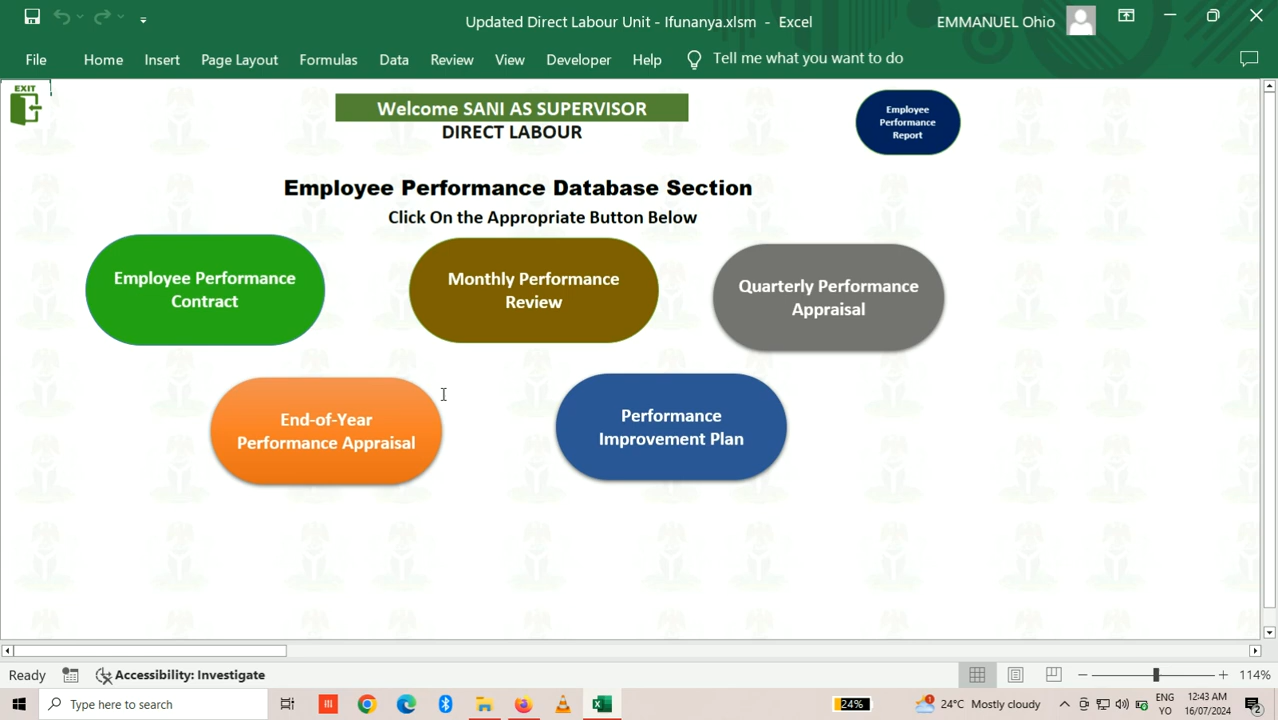 Updated Direct Labour Unit - Ifunanya.xlsm - Excel
EMMANUEL Ohio
File Home Insert Page Layout Formulas Data Review View Developer Help Tell me what you want to do
EXIT
Welcome SANI AS SUPERVISOR
DIRECT LABOUR
Employee
Performance
Report
Employee Performance Database Section
Click On the Appropriate Button Below
Employee Performance
Contract
Monthly Performance
Review
Quarterly Performance
Appraisal
End-of-Year
Performance Appraisal
Performance
Improvement Plan
Ready
Accessibility: Investigate
114%
Type here to search
24%
24°C Mostly cloudy
ENG
YO
12:43 AM
16/07/2024
2